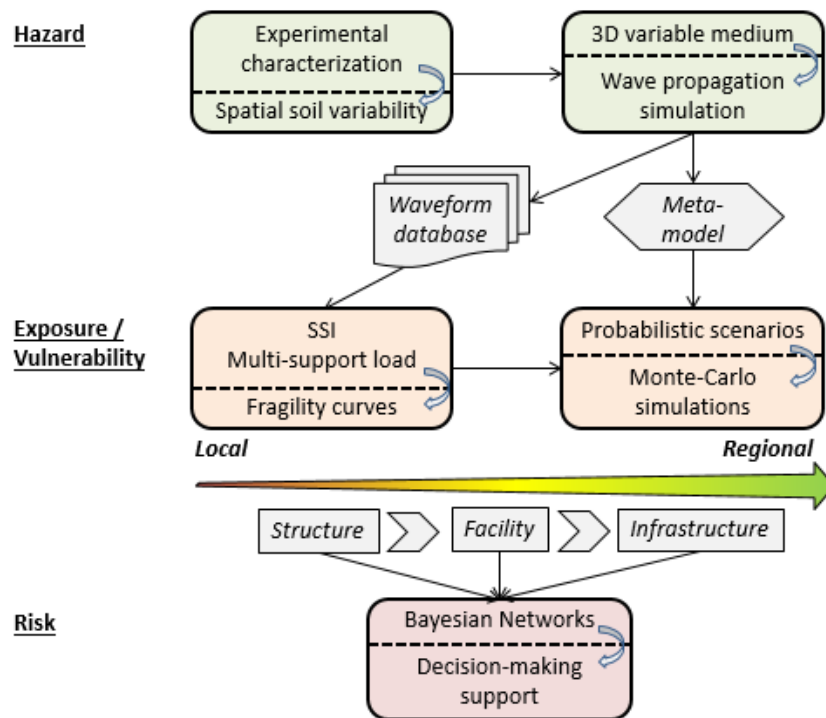 Hazard
Experimental
characterization
Spatial soil variability
3D variable medium
Wave propagation
simulation
Waveform
database
Meta-
model
Exposure /
Vulnerability
SSI
Multi-support load
Fragility curves
Probabilistic scenarios
Monte-Carlo
simulations
Local
Regional
Structure
Facility
Infrastructure
Risk
Bayesian Networks
Decision-making
support